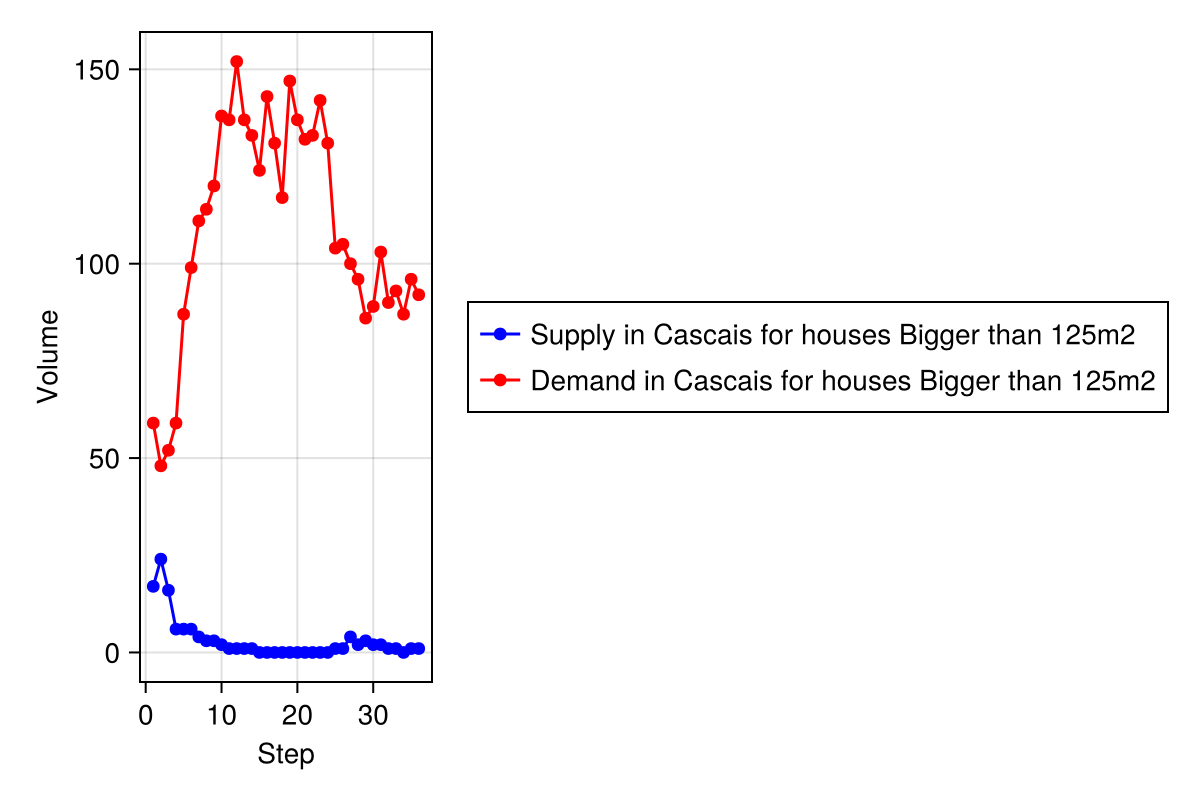 150
100
50
0
Volume
0 10 20 30
Step
Supply in Cascais for houses Bigger than 125m2
Demand in Cascais for houses Bigger than 125m2